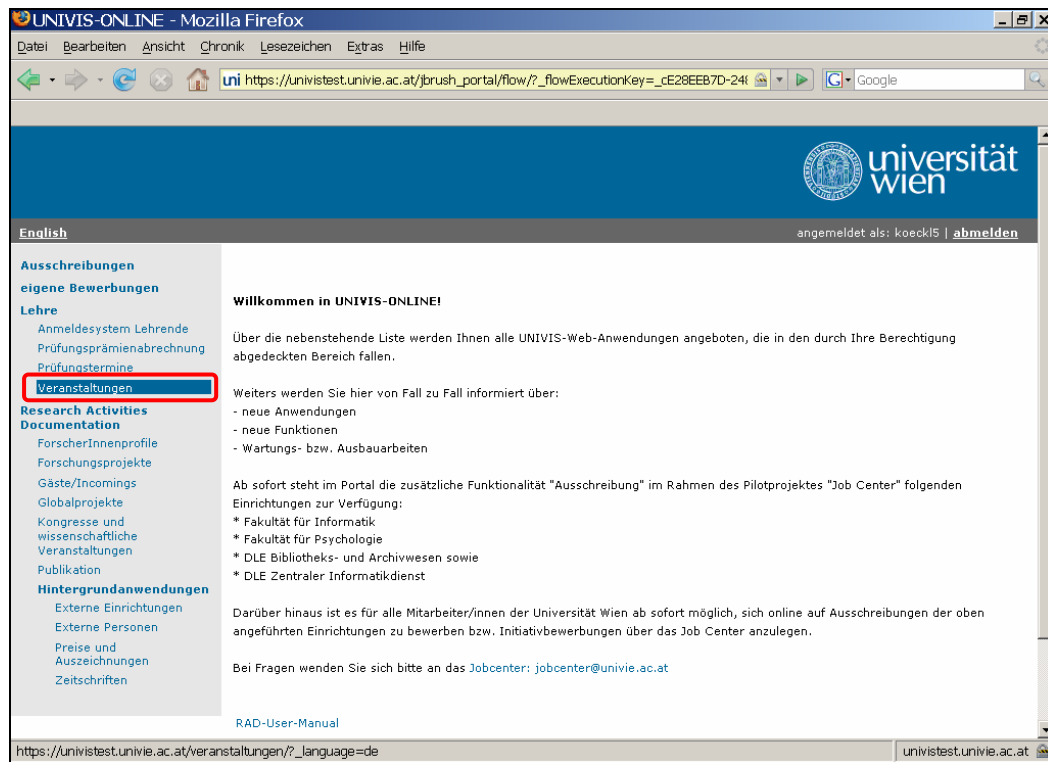 UNIVIS-ONLINE - Mozilla Firefox
Datei Bearbeiten Ansicht Chronik Lesezeichen Extras Hilfe
uni https://univistest.univie.ac.at/jbrush_portal/flow/?_flowExecutionKey=_cE28EEB7D-24 G Google
universität
wien
English angemeldet als: koeckl5 | abmelden
Ausschreibungen
eigene Bewerbungen
Lehre
Anmeldesystem Lehrende
Prüfungsprämienabrechnung
Prüfungstermine
Veranstaltungen
Research Activities
Documentation
ForscherInnenprofile
Forschungsprojekte
Gäste/Incomings
Globalprojekte
Kongresse und
wissenschaftliche
Veranstaltungen
Publikation
Hintergrundanwendungen
Externe Einrichtungen
Externe Personen
Preise und
Auszeichnungen
Zeitschriften
Willkommen in UNIVIS-ONLINE!
Über die nebenstehende Liste werden Ihnen alle UNIVIS-Web-Anwendungen angeboten, die in den durch Ihre Berechtigung
abgedeckten Bereich fallen.
Weiters werden Sie hier von Fall zu Fall informiert über:
- neue Anwendungen
- neue Funktionen
- Wartungs- bzw. Ausbauarbeiten
Ab sofort steht im Portal die zusätzliche Funktionalität "Ausschreibung" im Rahmen des Pilotprojektes "Job Center" folgenden
Einrichtungen zur Verfügung:
* Fakultät für Informatik
* Fakultät für Psychologie
* DLE Bibliotheks- und Archivwesen sowie
* DLE Zentraler Informatikdienst
Darüber hinaus ist es für alle Mitarbeiter/innen der Universität Wien ab sofort möglich, sich online auf Ausschreibungen der oben
angeführten Einrichtungen zu bewerben bzw. Initiativbewerbungen über das Job Center anzulegen.
Bei Fragen wenden Sie sich bitte an das Jobcenter: jobcenter@univie.ac.at
RAD-User-Manual
https://univistest.univie.ac.at/veranstaltungen/?_language=de univistest.univie.ac.at